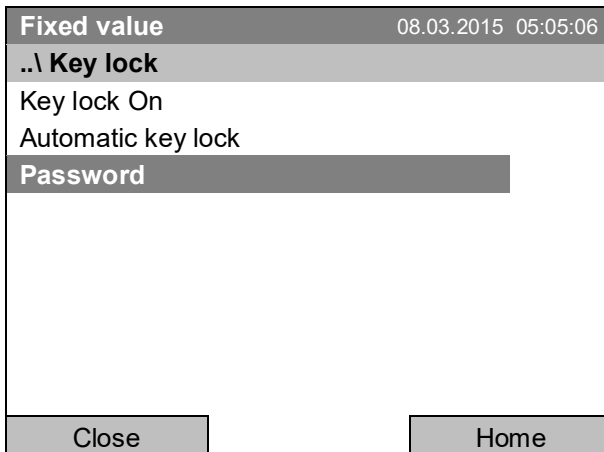 Fixed value 08.03.2015 05:05:06
..\ Key lock
Key lock On
Automatic key lock
Password
Close Home